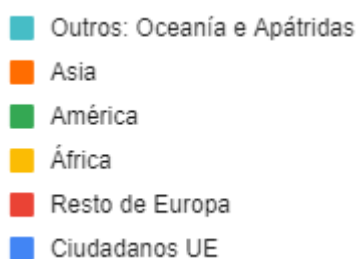 Outros: Oceanía e Apátridas
Asia
América
África
Resto de Europa
Ciudadanos UE